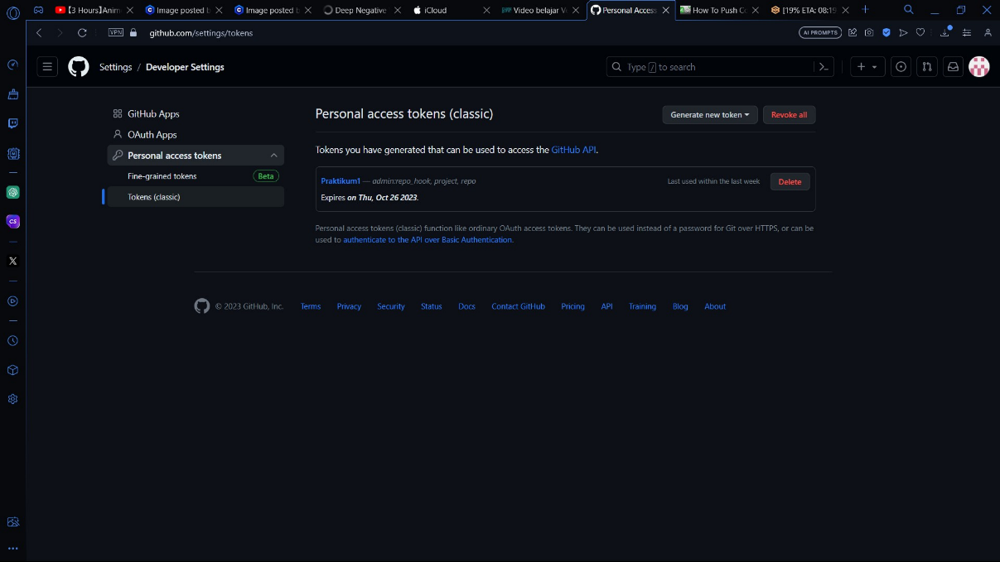 【3 Hours】Anim
Image posted b
Image posted b
Deep Negative
iCloud
Video belajar V
Personal Access
How To Push Co
[19% ETA: 08:19
VPN
github.com/settings/tokens
AI PROMPTS
Settings / Developer Settings
Type / to search
GitHub Apps
OAuth Apps
Personal access tokens
Fine-grained tokens Beta
Tokens (classic)
Personal access tokens (classic)
Generate new token
Revoke all
Tokens you have generated that can be used to access the GitHub API.
Praktikum1 — admin:repo_hook, project, repo
Last used within the last week
Delete
Expires on Thu, Oct 26 2023.
Personal access tokens (classic) function like ordinary OAuth access tokens. They can be used instead of a password for Git over HTTPS, or can be
used to authenticate to the API over Basic Authentication.
© 2023 GitHub, Inc. Terms Privacy Security Status Docs Contact GitHub Pricing API Training Blog About
CS